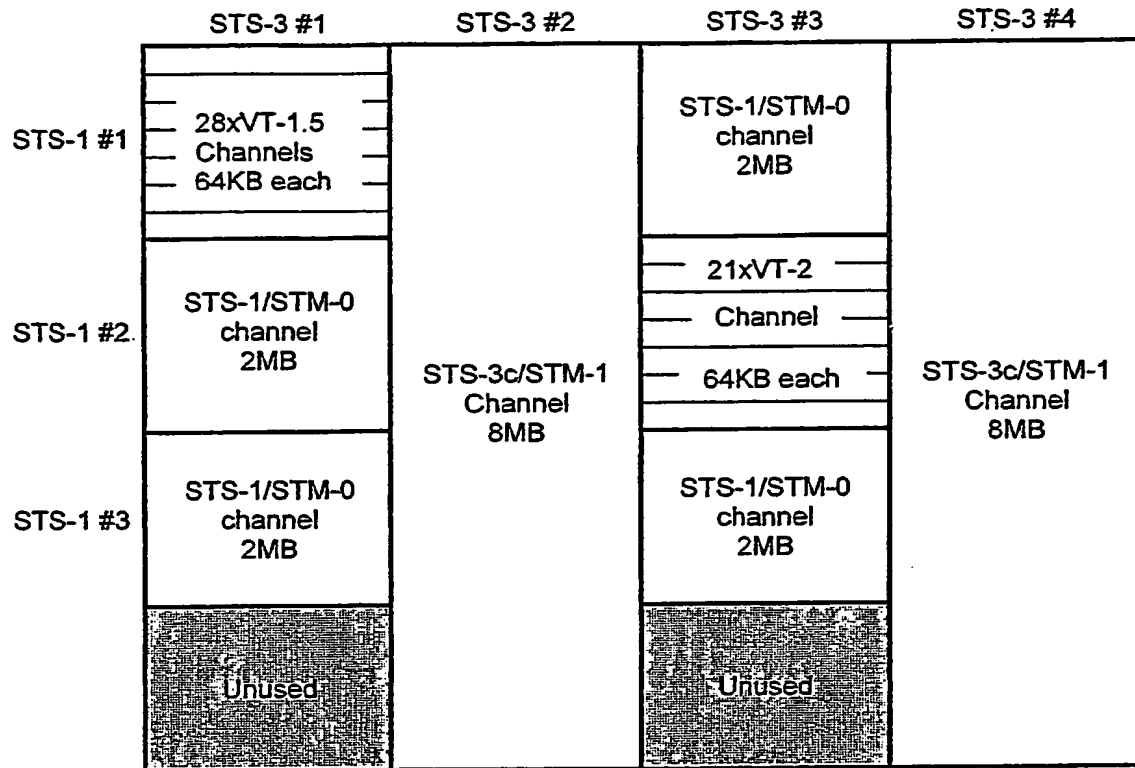 STS-3 #1 STS-3 #2 STS-3 #3 STS-3 #4
STS-1 #1
28xVT-1.5
Channels
64KB each
STS-1 #2
STS-1/STM-0
channel
2MB
STS-1 #3
STS-1/STM-0
channel
2MB
Unused
STS-3c/STM-1
Channel
8MB
STS-1/STM-0
channel
2MB
21xVT-2
Channel
64KB each
STS-1/STM-0
channel
2MB
Unused
STS-3c/STM-1
Channel
8MB